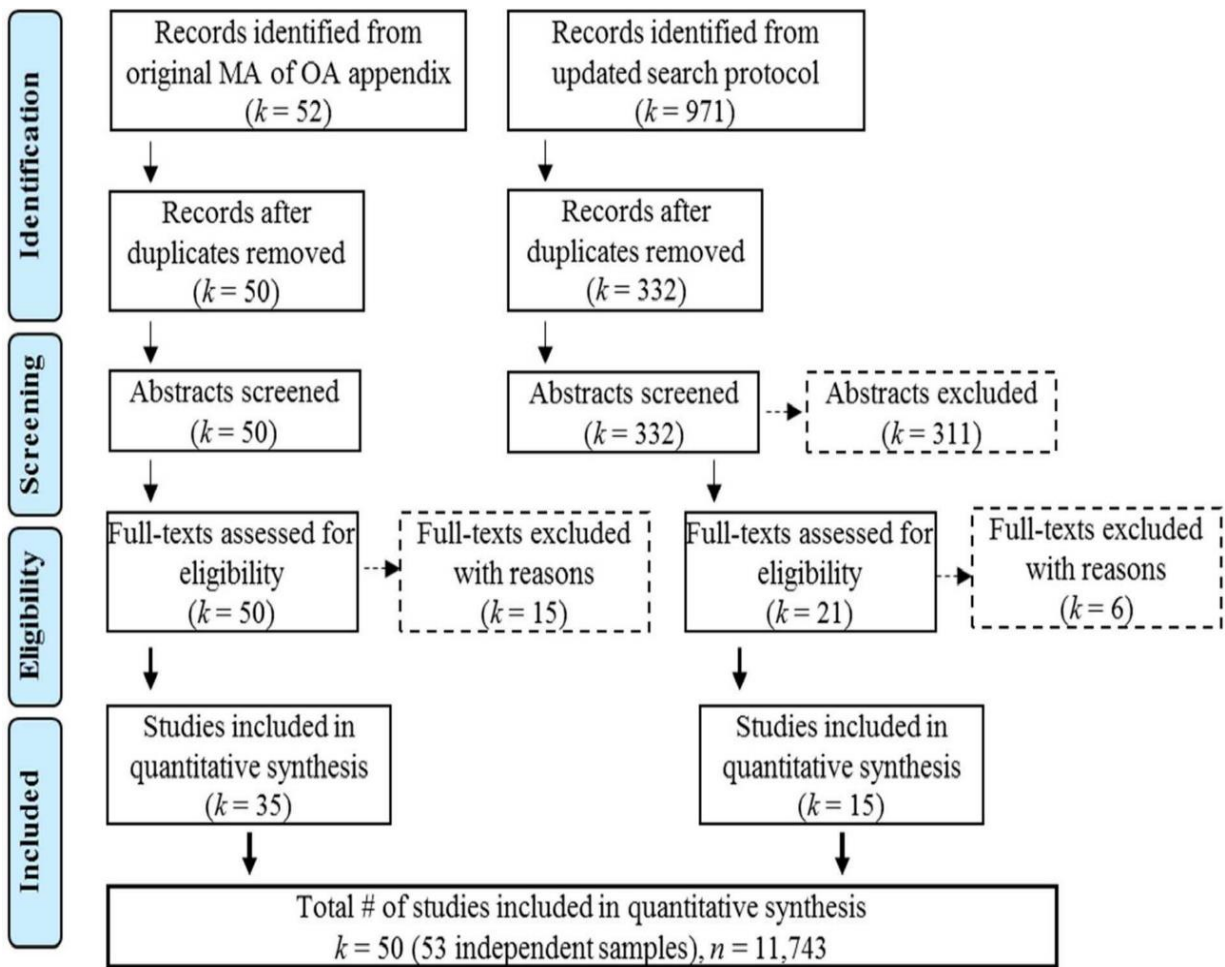 Identification
Records identified from
original MA of OA appendix
(k = 52)
Records identified from
updated search protocol
(k = 971)
Records after
duplicates removed
(k = 50)
Records after
duplicates removed
(k = 332)
Screening
Abstracts screened
(k = 50)
Abstracts screened
(k = 332)
Abstracts excluded
(k = 311)
Eligibility
Full-texts assessed for
eligibility
(k = 50)
Full-texts excluded
with reasons
(k = 15)
Full-texts assessed for
eligibility
(k = 21)
Full-texts excluded
with reasons
(k = 6)
Included
Studies included in
quantitative synthesis
(k = 35)
Studies included in
quantitative synthesis
(k = 15)
Total # of studies included in quantitative synthesis
k = 50 (53 independent samples), n = 11,743